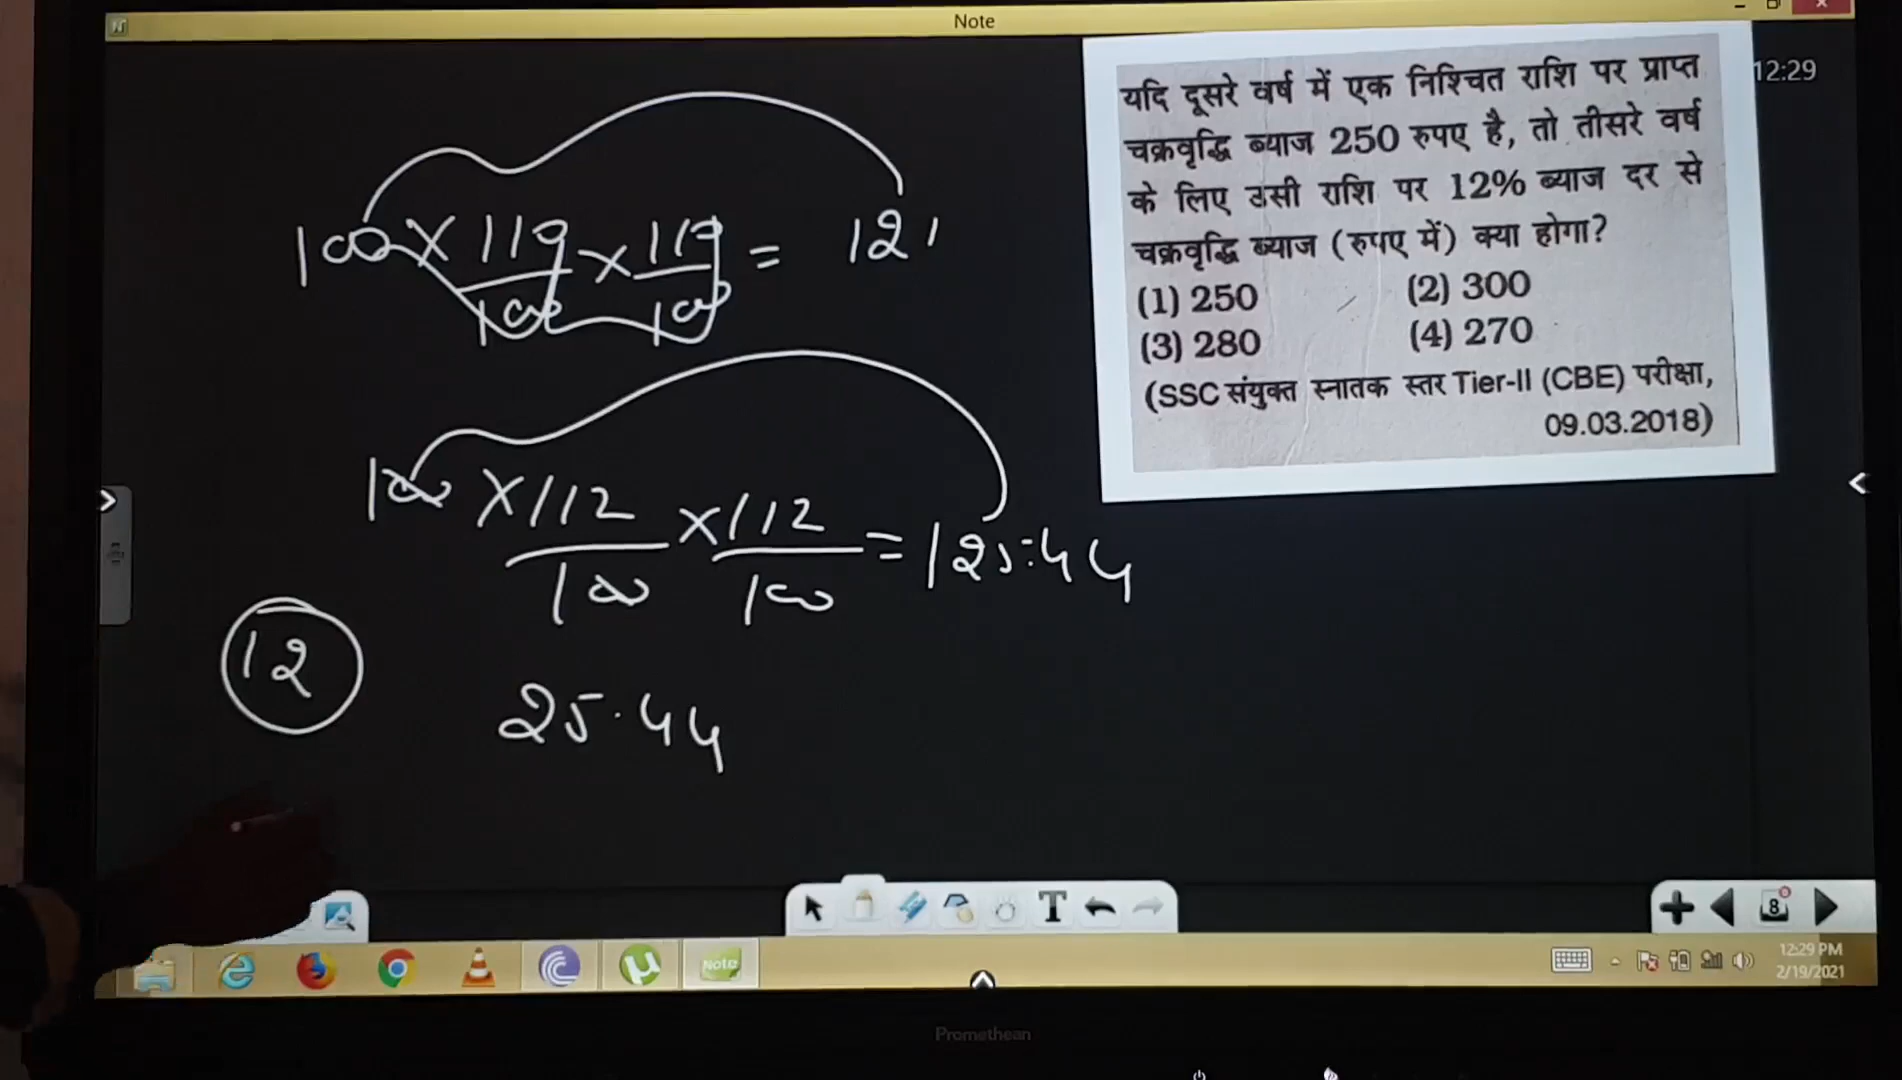 Note
12:29
यदि दूसरे वर्ष में एक निश्चित राशि पर प्राप्त
चक्रवृद्धि ब्याज 250 रुपए है, तो तीसरे वर्ष
के लिए उसी राशि पर 12% ब्याज दर से
चक्रवृद्धि ब्याज (रुपए में) क्या होगा?
(1) 250 (2) 300
(3) 280 (4) 270
(SSC संयुक्त स्नातक स्तर Tier-II (CBE) परीक्षा,
09.03.2018)
100 × 110/100 × 110/100 = 121
100 × 112/100 × 112/100 = 125.44
12
25.44
T
8
Note
12:29 PM
2/19/2021
Promethean